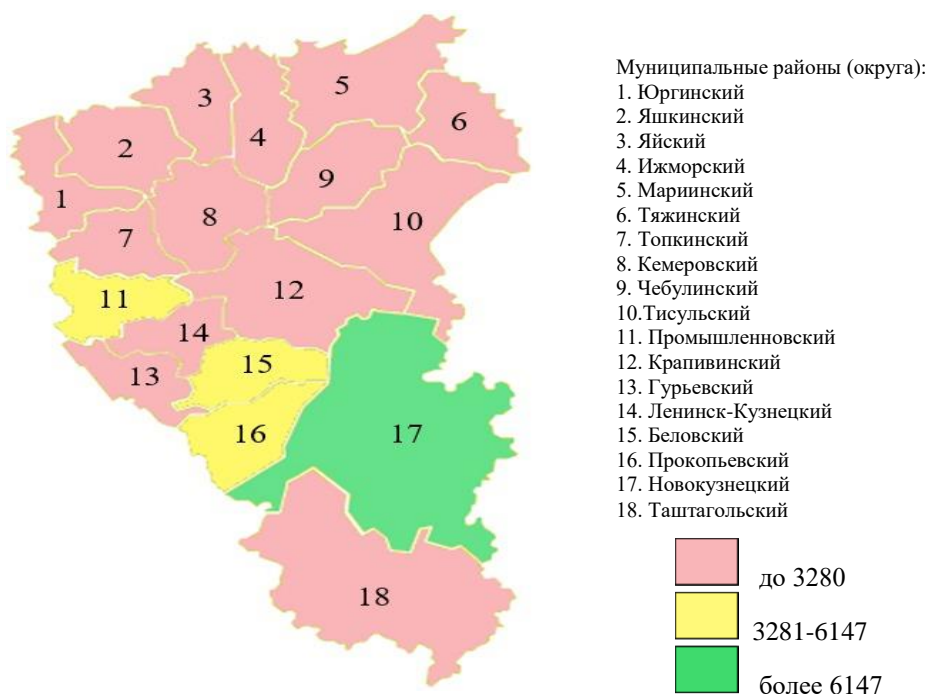 3
5
6
4
2
9
1
8
10
7
11
12
14
15
13
16
17
18
Муниципальные районы (округа):
1. Юргинский
2. Яшкинский
3. Яйский
4. Ижморский
5. Мариинский
6. Тяжинский
7. Топкинский
8. Кемеровский
9. Чебулинский
10.Тисульский
11. Промышленновский
12. Крапивинский
13. Гурьевский
14. Ленинск-Кузнецкий
15. Беловский
16. Прокопьевский
17. Новокузнецкий
18. Таштагольский
до 3280
3281-6147
более 6147